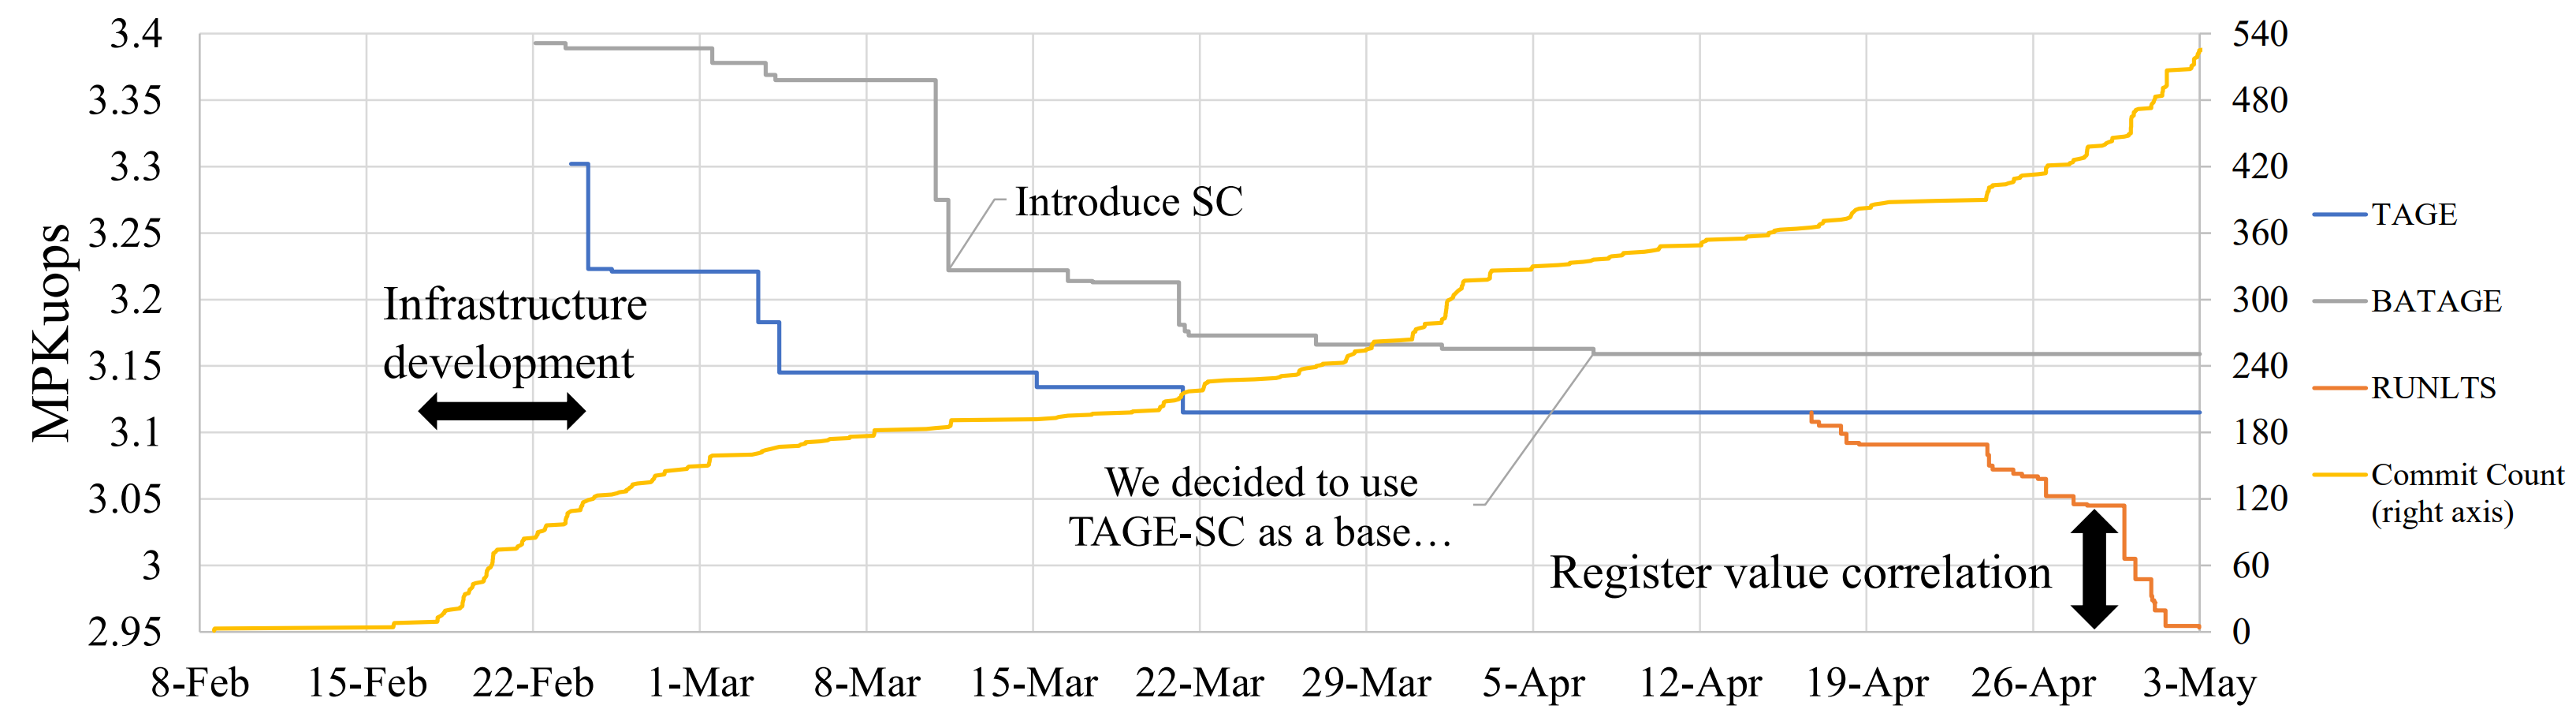 3.4
3.35
3.3
3.25
3.2
3.15
3.1
3.05
3
2.95
MPKuops
540
480
420
360
300
240
180
120
60
0
8-Feb
15-Feb
22-Feb
1-Mar
8-Mar
15-Mar
22-Mar
29-Mar
5-Apr
12-Apr
19-Apr
26-Apr
3-May
Introduce SC
Infrastructure
development
We decided to use
TAGE-SC as a base…
Register value correlation
TAGE
BATAGE
RUNLTS
Commit Count
(right axis)